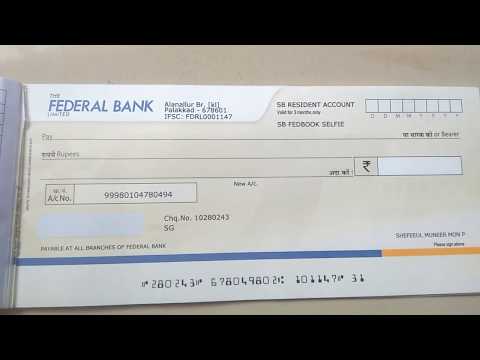 THE
FEDERAL BANK
LIMITED
Alanallur Br, [kl]
Palakkad - 678601
IFSC: FDRL0001147
SB RESIDENT ACCOUNT
Valid for 3 months only
SB-FEDBOOK SELFIE
D D M M Y Y Y Y
Pay
या धारक को or Bearer
रुपये Rupees
अदा करें
₹
खा. सं.
A/c No.
99980104780494
New A/c.
Chq.No. 10280243
SG
PAYABLE AT ALL BRANCHES OF FEDERAL BANK
SHEFEEUL MUNEER MON P
Please sign above
⑈280243⑈ 678049802⑆ 101147⑈ 31